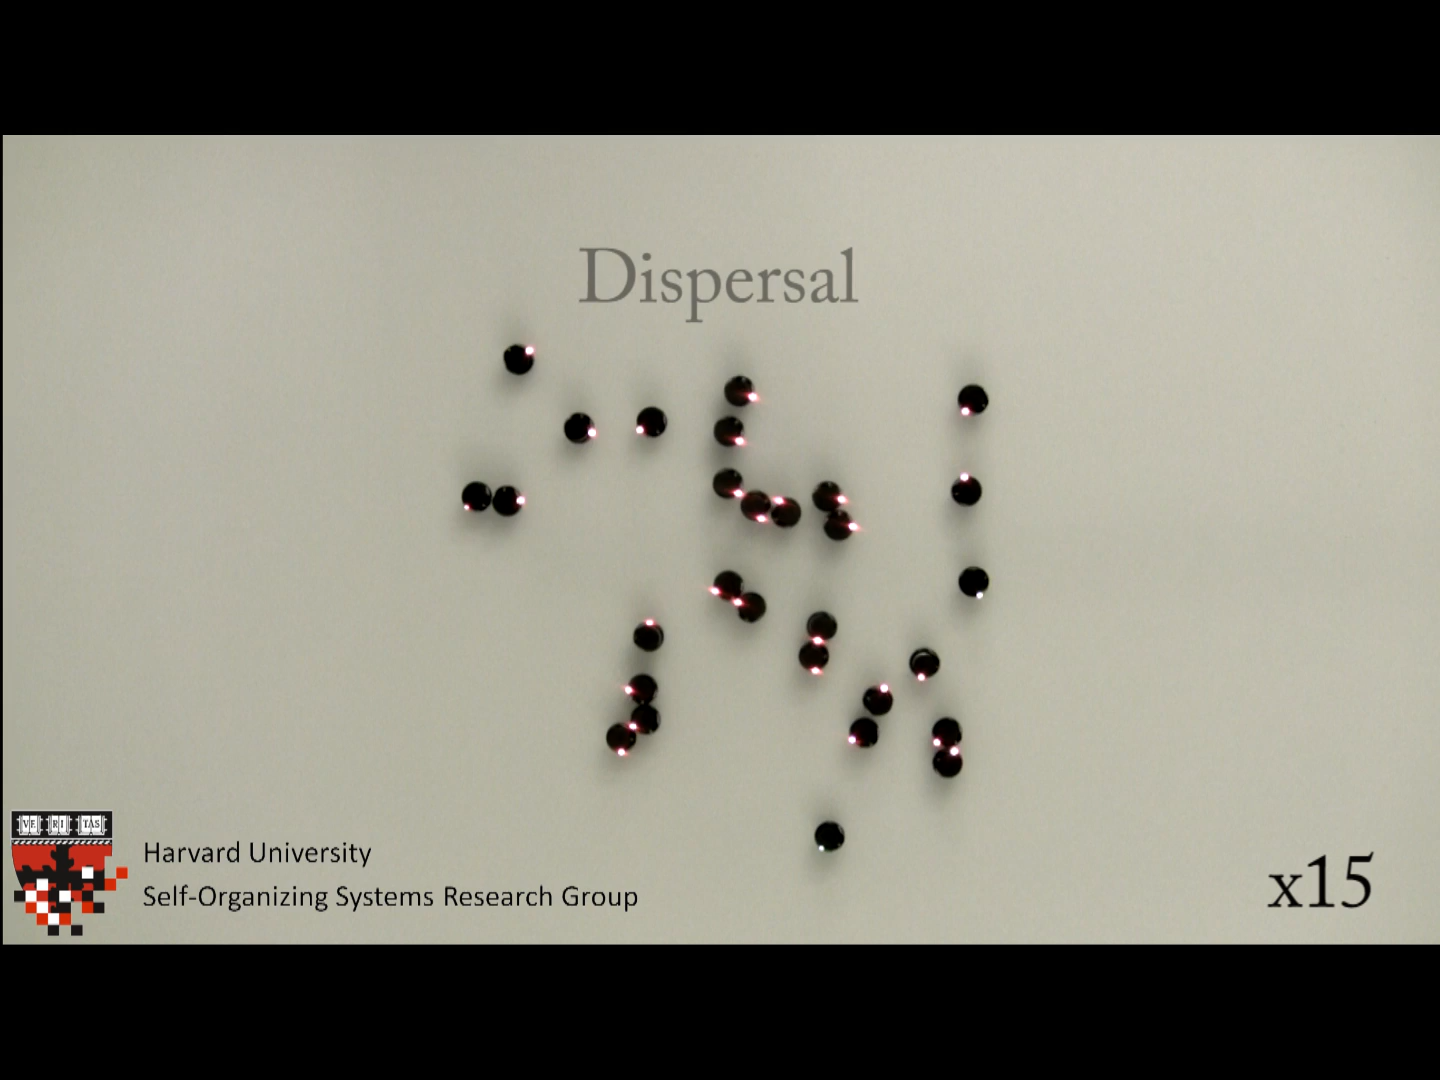 Dispersal
VE RI TAS
Harvard University
Self-Organizing Systems Research Group
x15